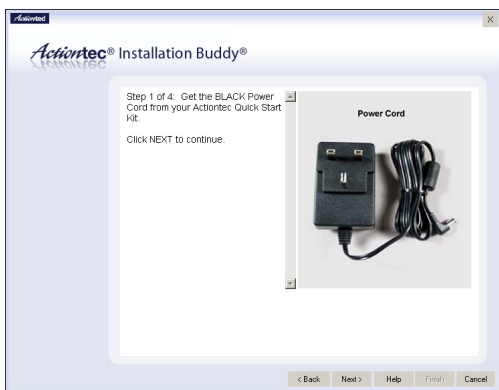 Actiontec
X
Actiontec® Installation Buddy®
Step 1 of 4: Get the BLACK Power
Cord from your Actiontec Quick Start
Kit.
Click NEXT to continue.
Power Cord
< Back Next > Help Finish Cancel